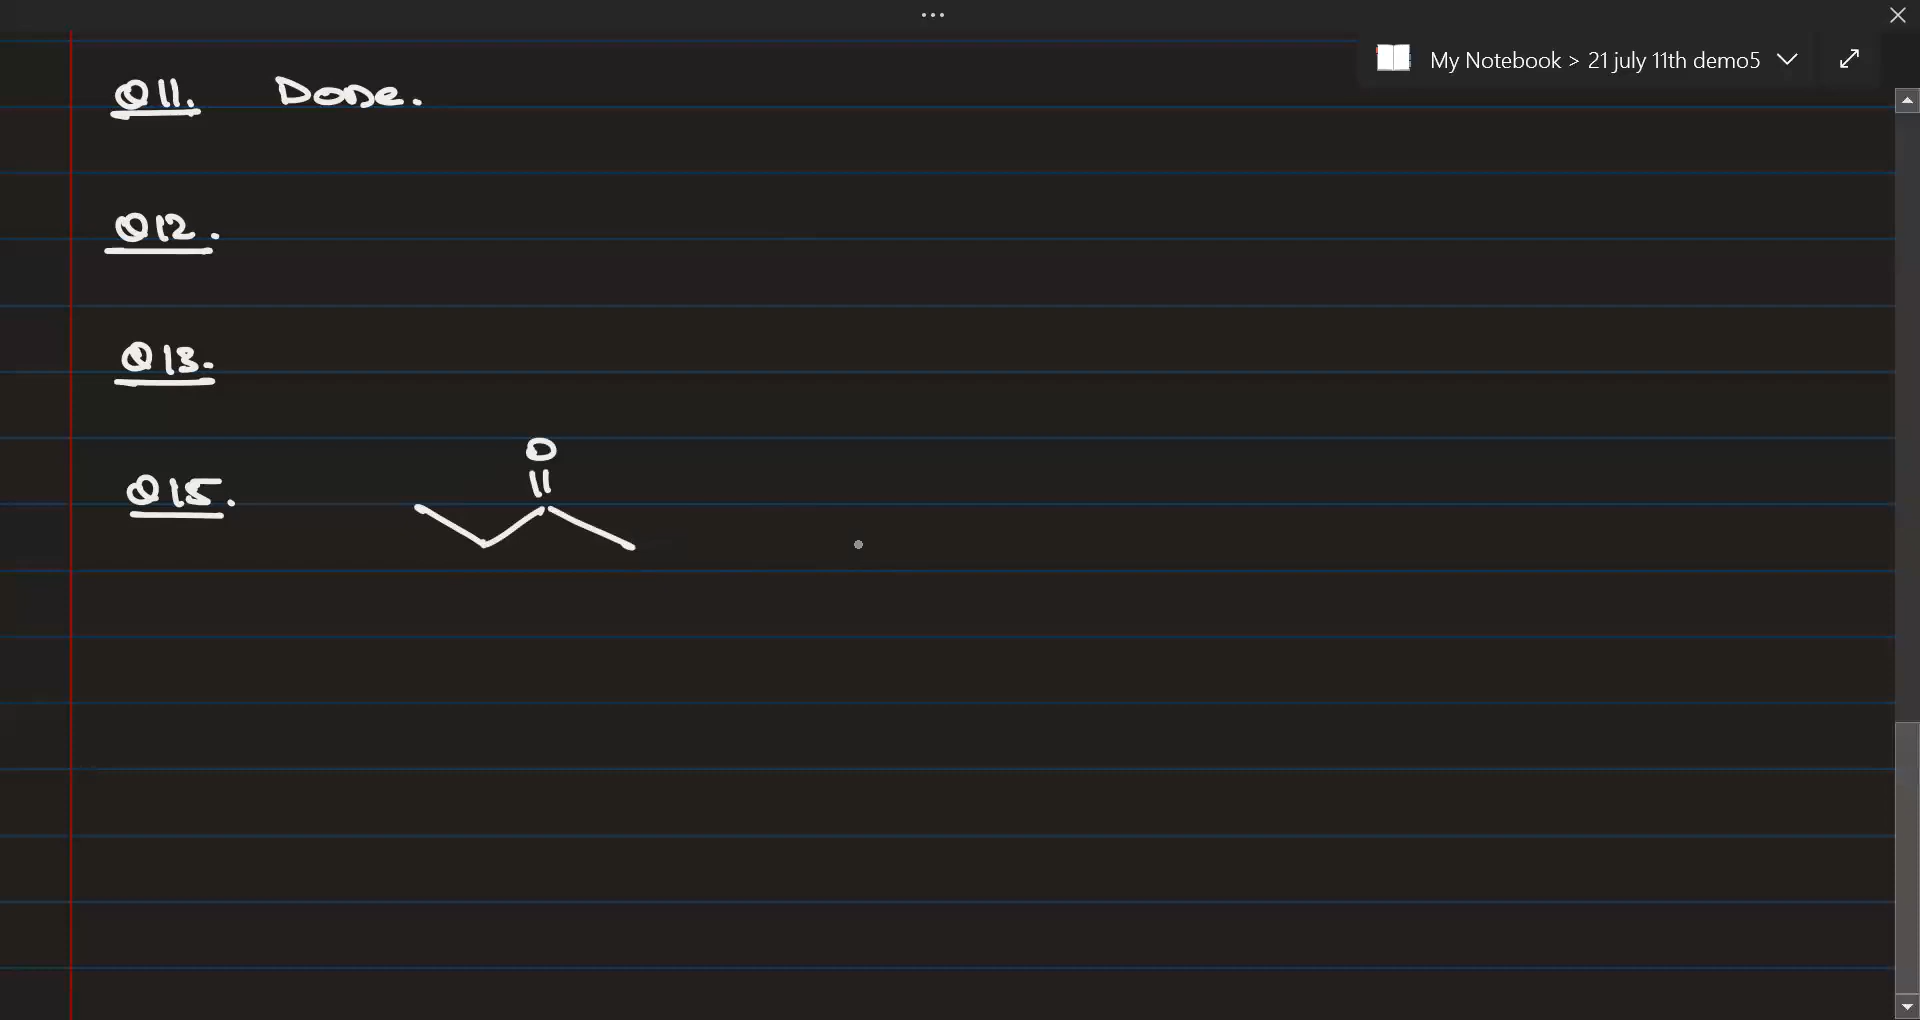 ...
My Notebook > 21 july 11th demo5
Q11. Done.
Q12.
Q13.
Q15.
O